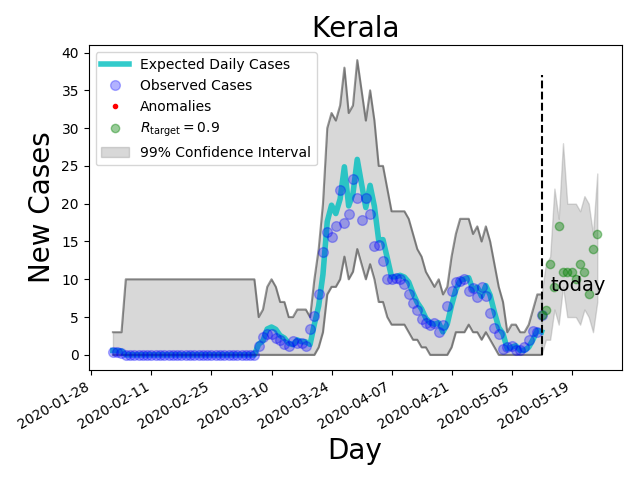 Kerala
40
35
30
25
20
15
10
5
0
New Cases
Expected Daily Cases
Observed Cases
Anomalies
R_target = 0.9
99% Confidence Interval
today
2020-01-28
2020-02-11
2020-02-25
2020-03-10
2020-03-24
2020-04-07
2020-04-21
2020-05-05
2020-05-19
Day